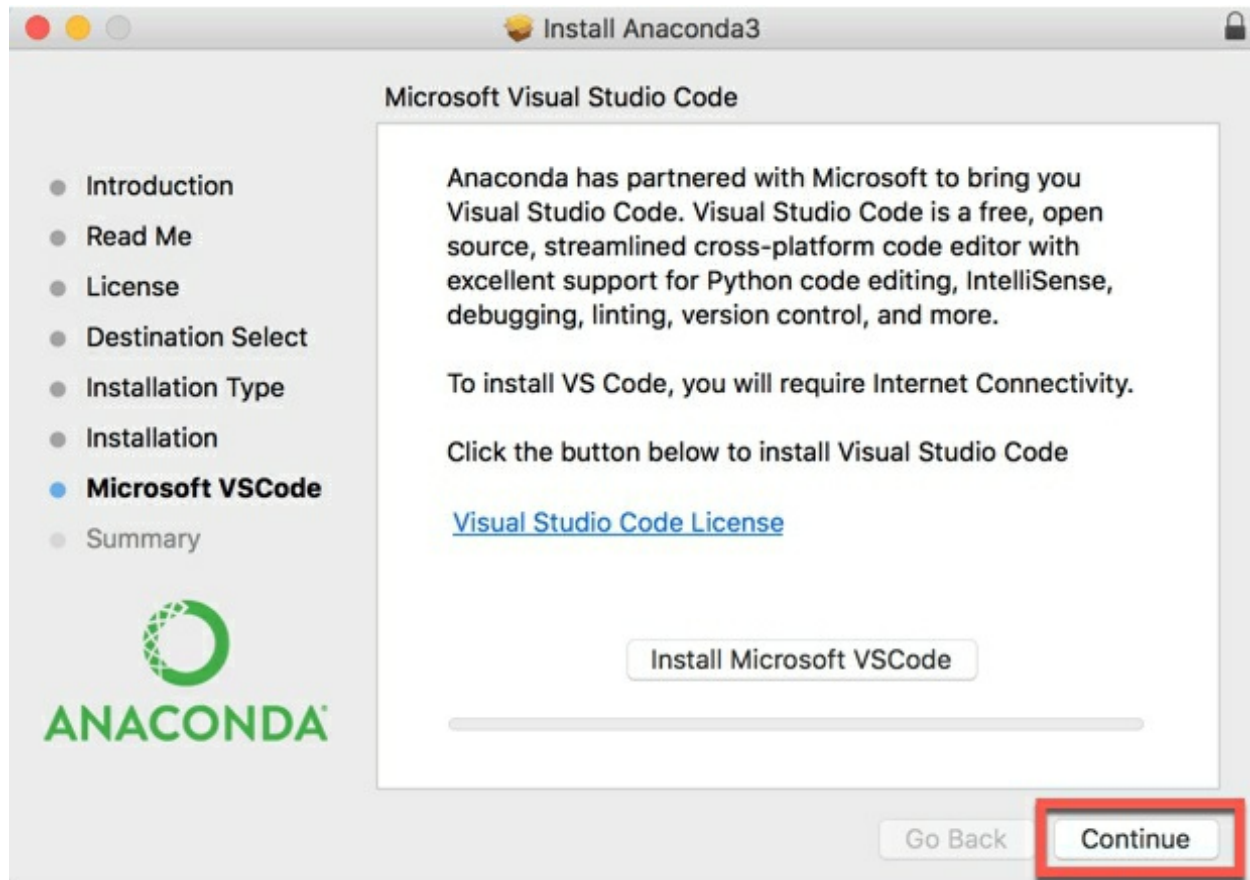 Install Anaconda3
Microsoft Visual Studio Code
Introduction
Read Me
License
Destination Select
Installation Type
Installation
Microsoft VSCode
Summary
ANACONDA
Anaconda has partnered with Microsoft to bring you
Visual Studio Code. Visual Studio Code is a free, open
source, streamlined cross-platform code editor with
excellent support for Python code editing, IntelliSense,
debugging, linting, version control, and more.
To install VS Code, you will require Internet Connectivity.
Click the button below to install Visual Studio Code
Visual Studio Code License
Install Microsoft VSCode
Go Back
Continue